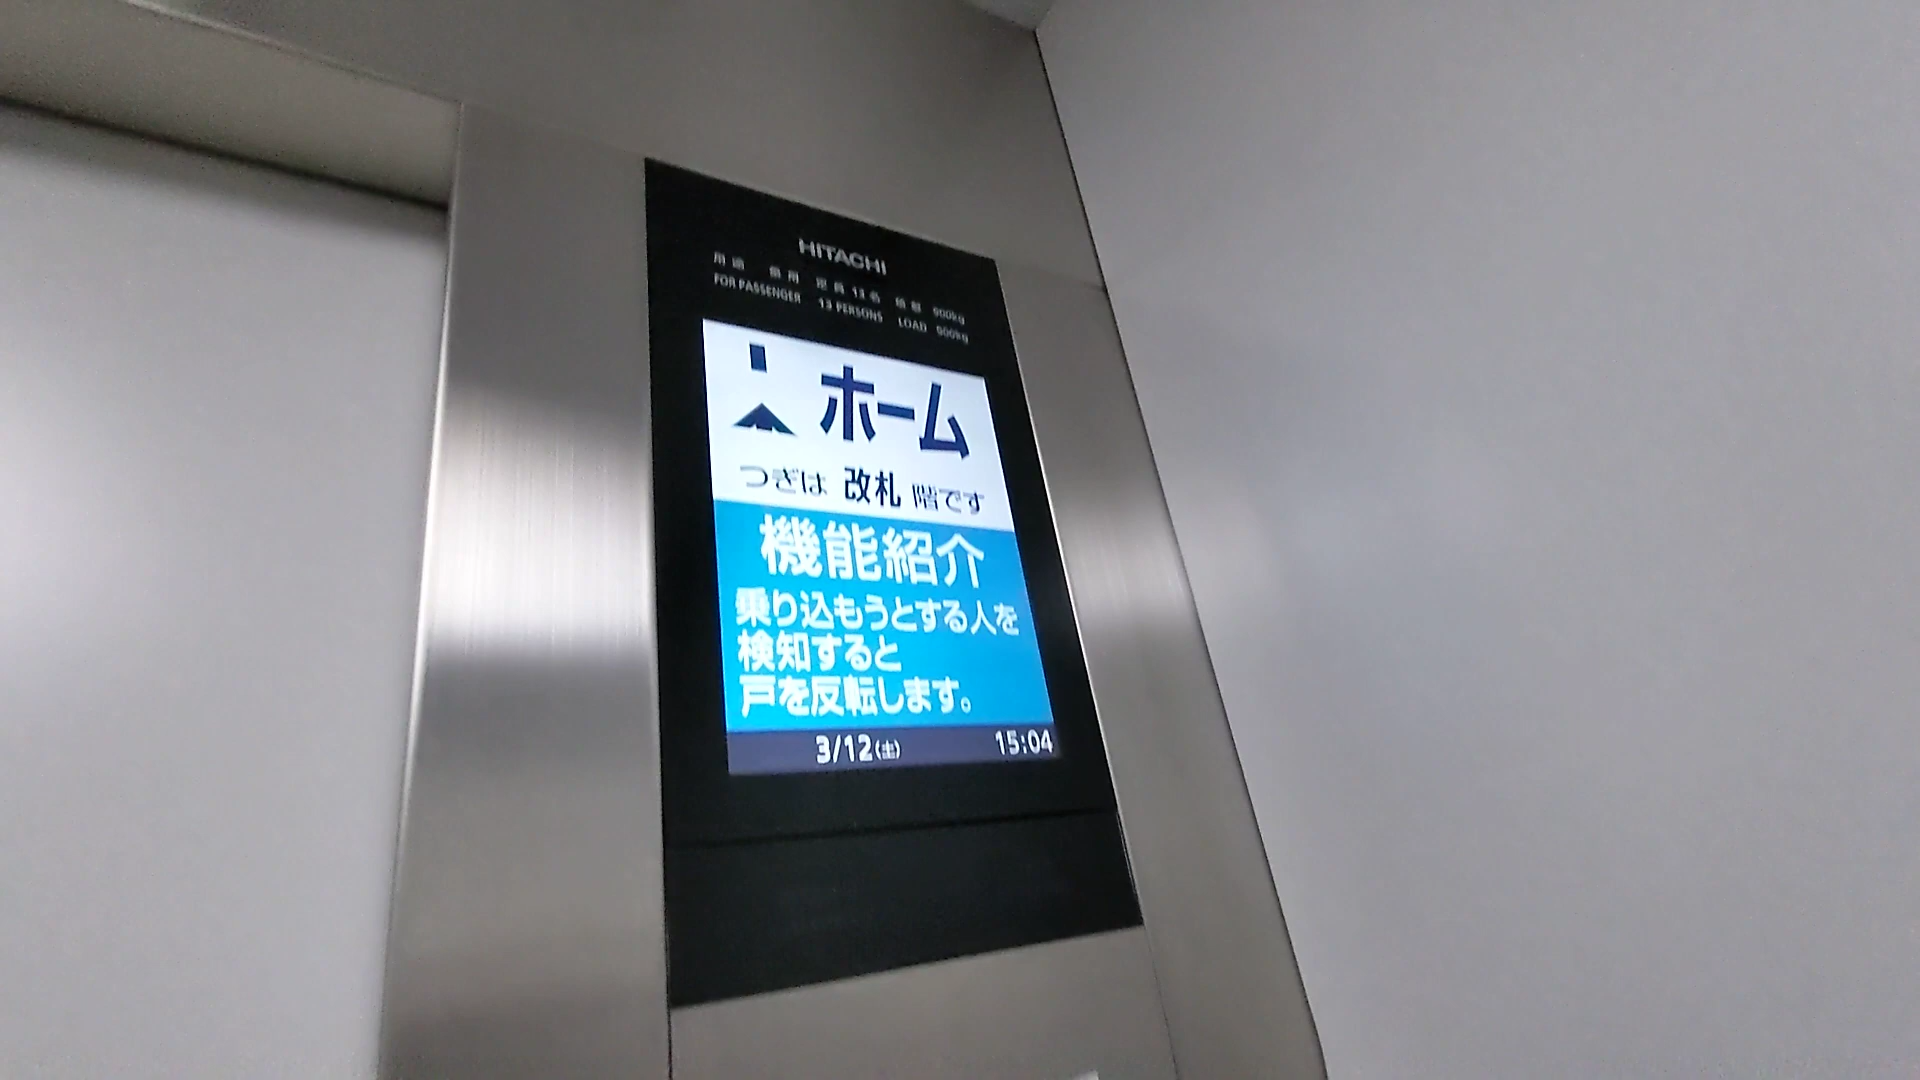 HITACHI
用途 乗用 定員 13名 積載 900kg
FOR PASSENGER 13 PERSONS LOAD 900kg
ホーム
つぎは 改札 階です
機能紹介
乗り込もうとする人を
検知すると
戸を反転します。
3/12(土) 15:04